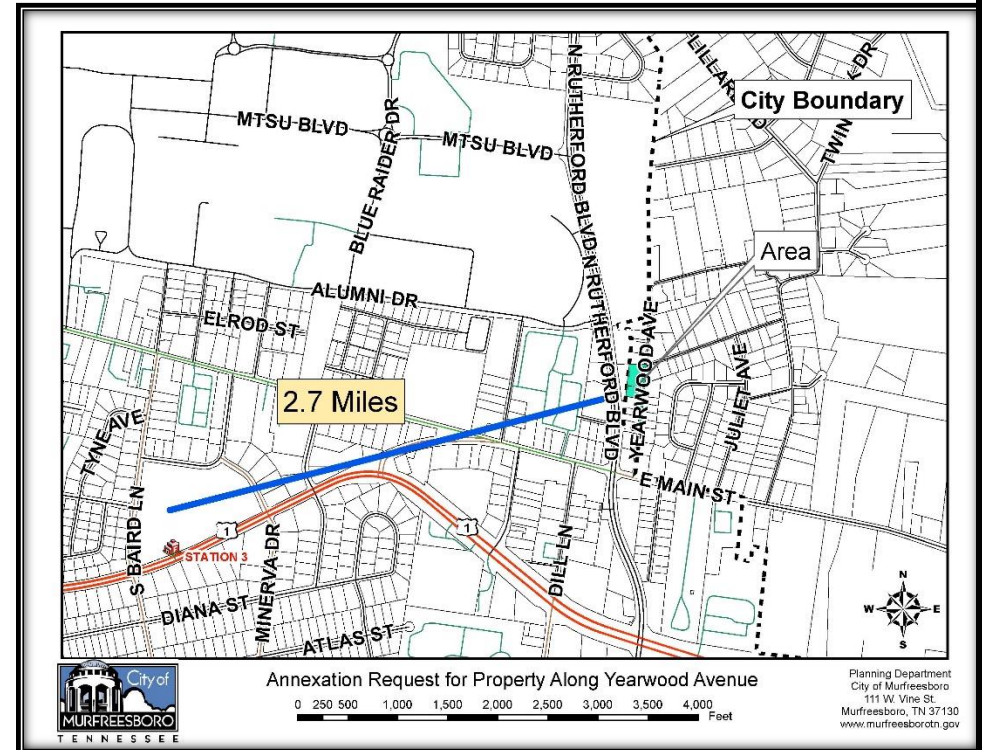 MTSU BLVD
BLUE RAIDER DR
MTSU BLVD
N RUTHERFORD BLVD
N RUTHERFORD BLVD
City Boundary
Area
ALUMNI DR
ELROD ST
2.7 Miles
YEARWOOD AVE
JULIET AVE
TYNE AVE
E MAIN ST
S BAIRD LN
1
STATION 3
MINERVA DR
1
DILL LN
DIANA ST
ATLAS ST
N
W
E
S
City of
MURFREESBORO
TENNESSEE
Annexation Request for Property Along Yearwood Avenue
0 250 500 1,000 1,500 2,000 2,500 3,000 3,500 4,000
Feet
Planning Department
City of Murfreesboro
111 W. Vine St.
Murfreesboro, TN 37130
www.murfreesborotn.gov